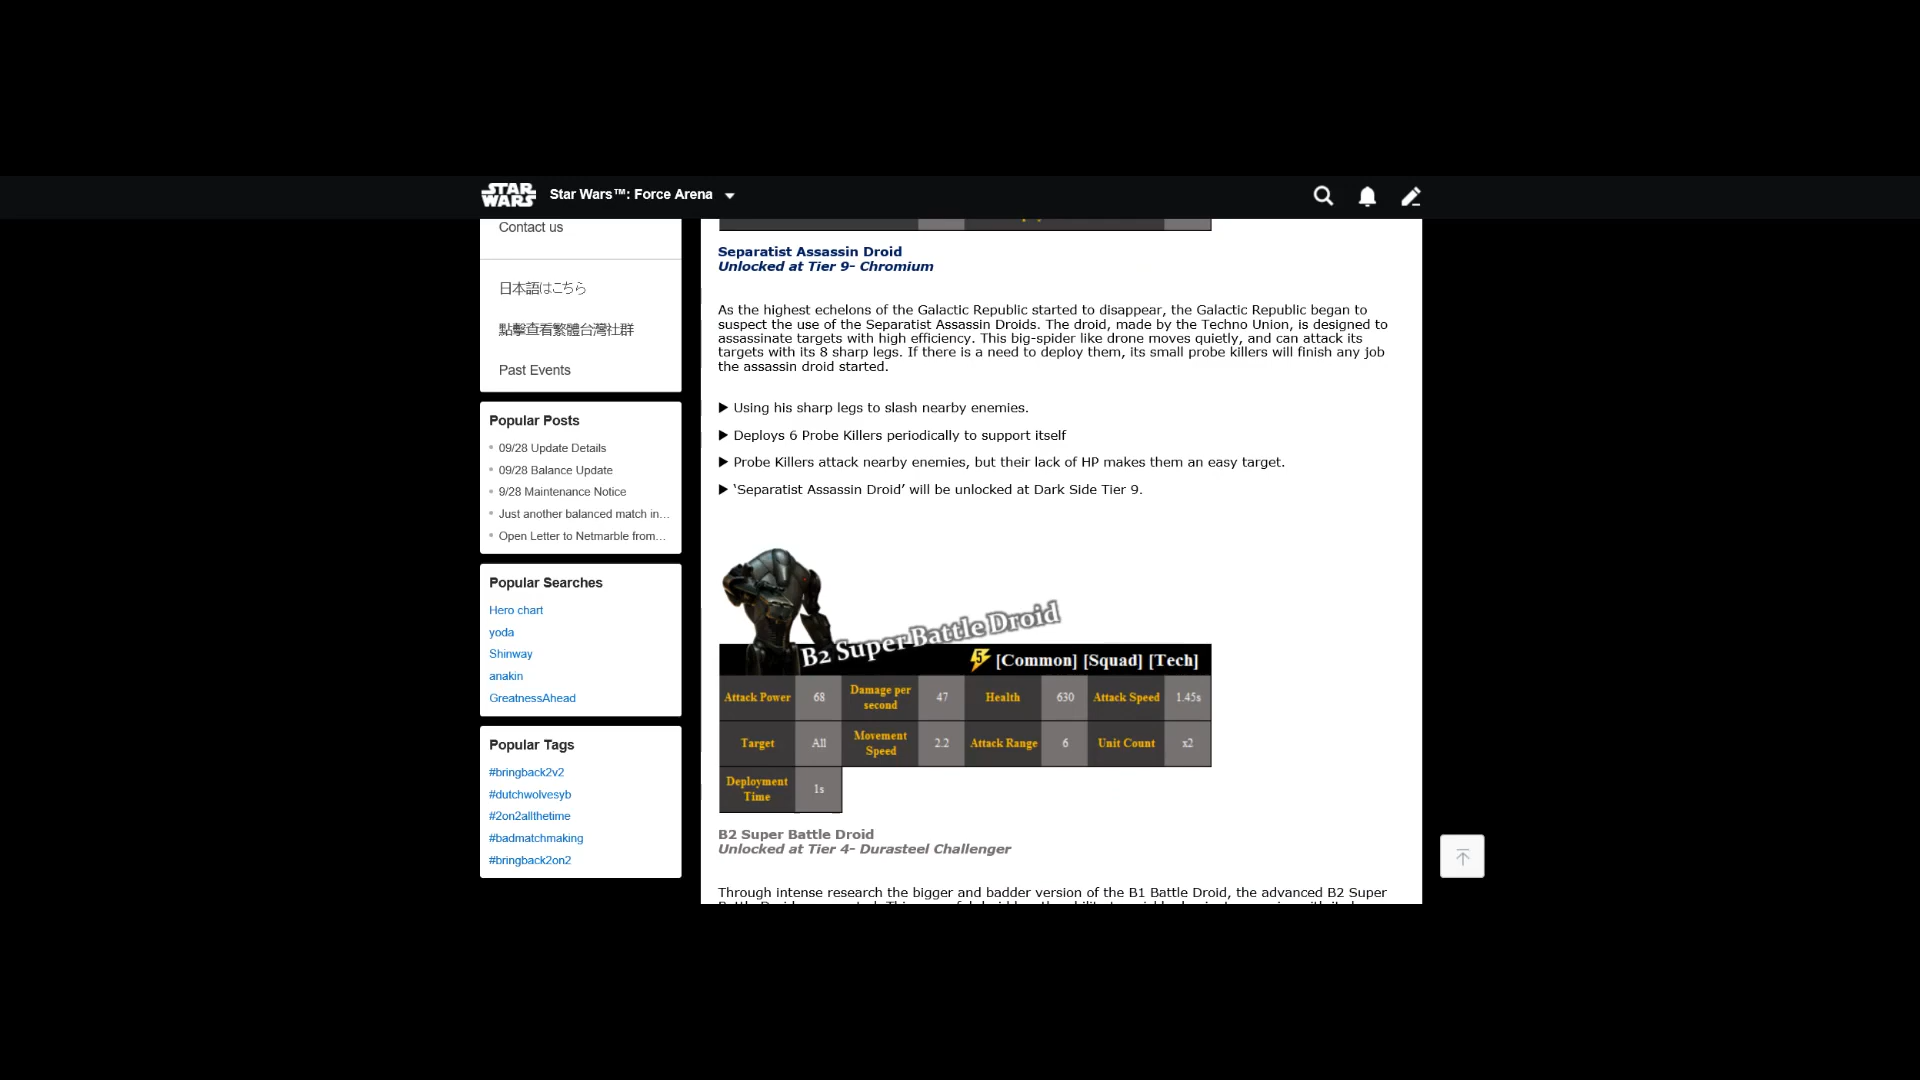 STAR WARS
Star Wars™: Force Arena
Contact us
日本語はこちら
點擊查看繁體台灣社群
Past Events
Popular Posts
09/28 Update Details
09/28 Balance Update
9/28 Maintenance Notice
Just another balanced match in...
Open Letter to Netmarble from...
Popular Searches
Hero chart
yoda
Shinway
anakin
GreatnessAhead
Popular Tags
#bringback2v2
#dutchwolvesyb
#2on2allthetime
#badmatchmaking
#bringback2on2
Separatist Assassin Droid
Unlocked at Tier 9- Chromium
As the highest echelons of the Galactic Republic started to disappear, the Galactic Republic began to
suspect the use of the Separatist Assassin Droids. The droid, made by the Techno Union, is designed to
assassinate targets with high efficiency. This big-spider like drone moves quietly, and can attack its
targets with its 8 sharp legs. If there is a need to deploy them, its small probe killers will finish any job
the assassin droid started.
▶ Using his sharp legs to slash nearby enemies.
▶ Deploys 6 Probe Killers periodically to support itself
▶ Probe Killers attack nearby enemies, but their lack of HP makes them an easy target.
▶ ‘Separatist Assassin Droid’ will be unlocked at Dark Side Tier 9.
B2 Super Battle Droid
5 [Common] [Squad] [Tech]
Attack Power 68 Damage per second 47 Health 630 Attack Speed 1.45s
Target All Movement Speed 2.2 Attack Range 6 Unit Count x2
Deployment Time 1s
B2 Super Battle Droid
Unlocked at Tier 4- Durasteel Challenger
Through intense research the bigger and badder version of the B1 Battle Droid, the advanced B2 Super